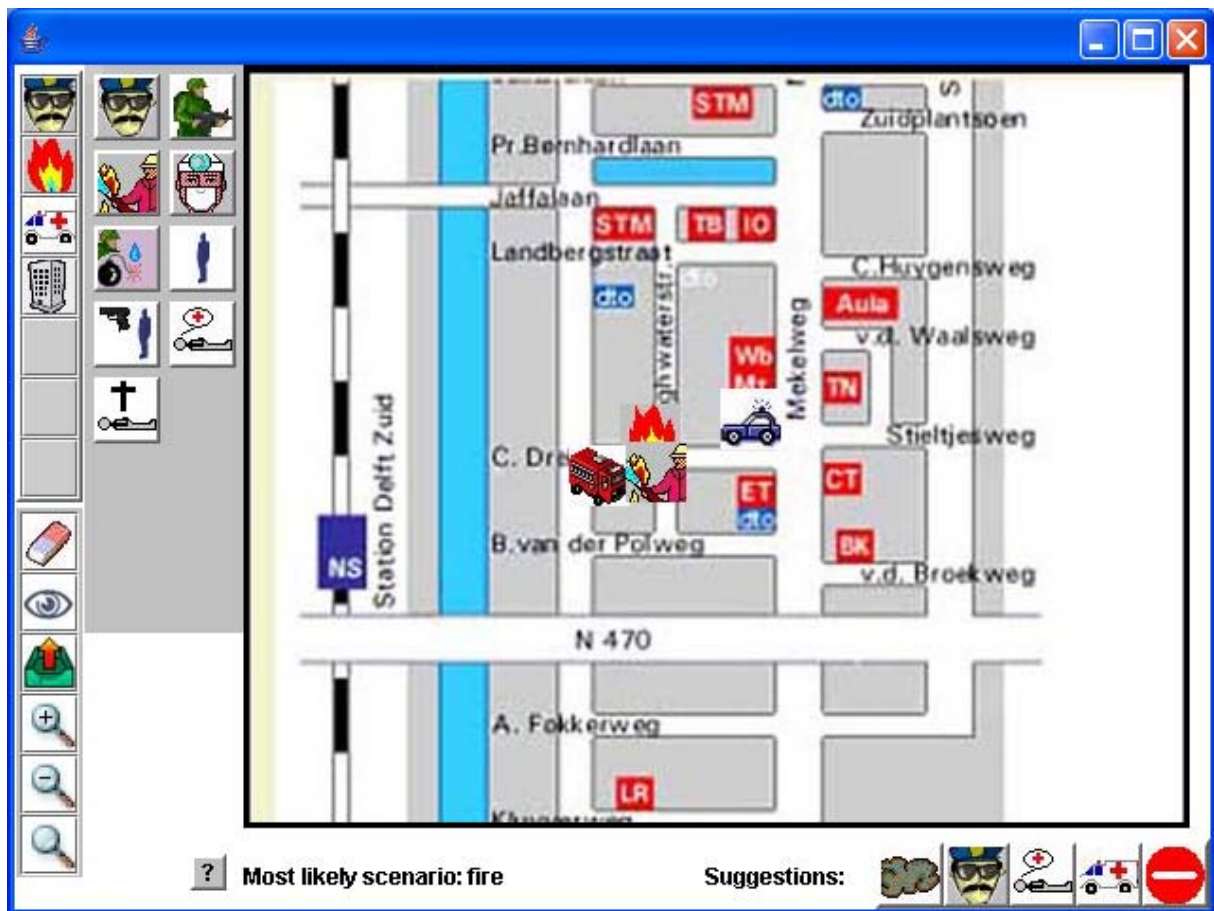 STM
dto
Zuidplantsoen
Pr.Bernhardlaan
Jaffalaan
STM
TB
IO
Landbergstraat
C.Huygensweg
dto
dto
Aula
v.d. Waalsweg
ghwaterstr.
Mekelweg
Wb
TN
Stieltjesweg
Station Delft Zuid
C. Dre
CT
ET
dto
B.van der Polweg
BK
NS
v.d. Broekweg
N 470
A. Fokkerweg
LR
?
Most likely scenario: fire
Suggestions: